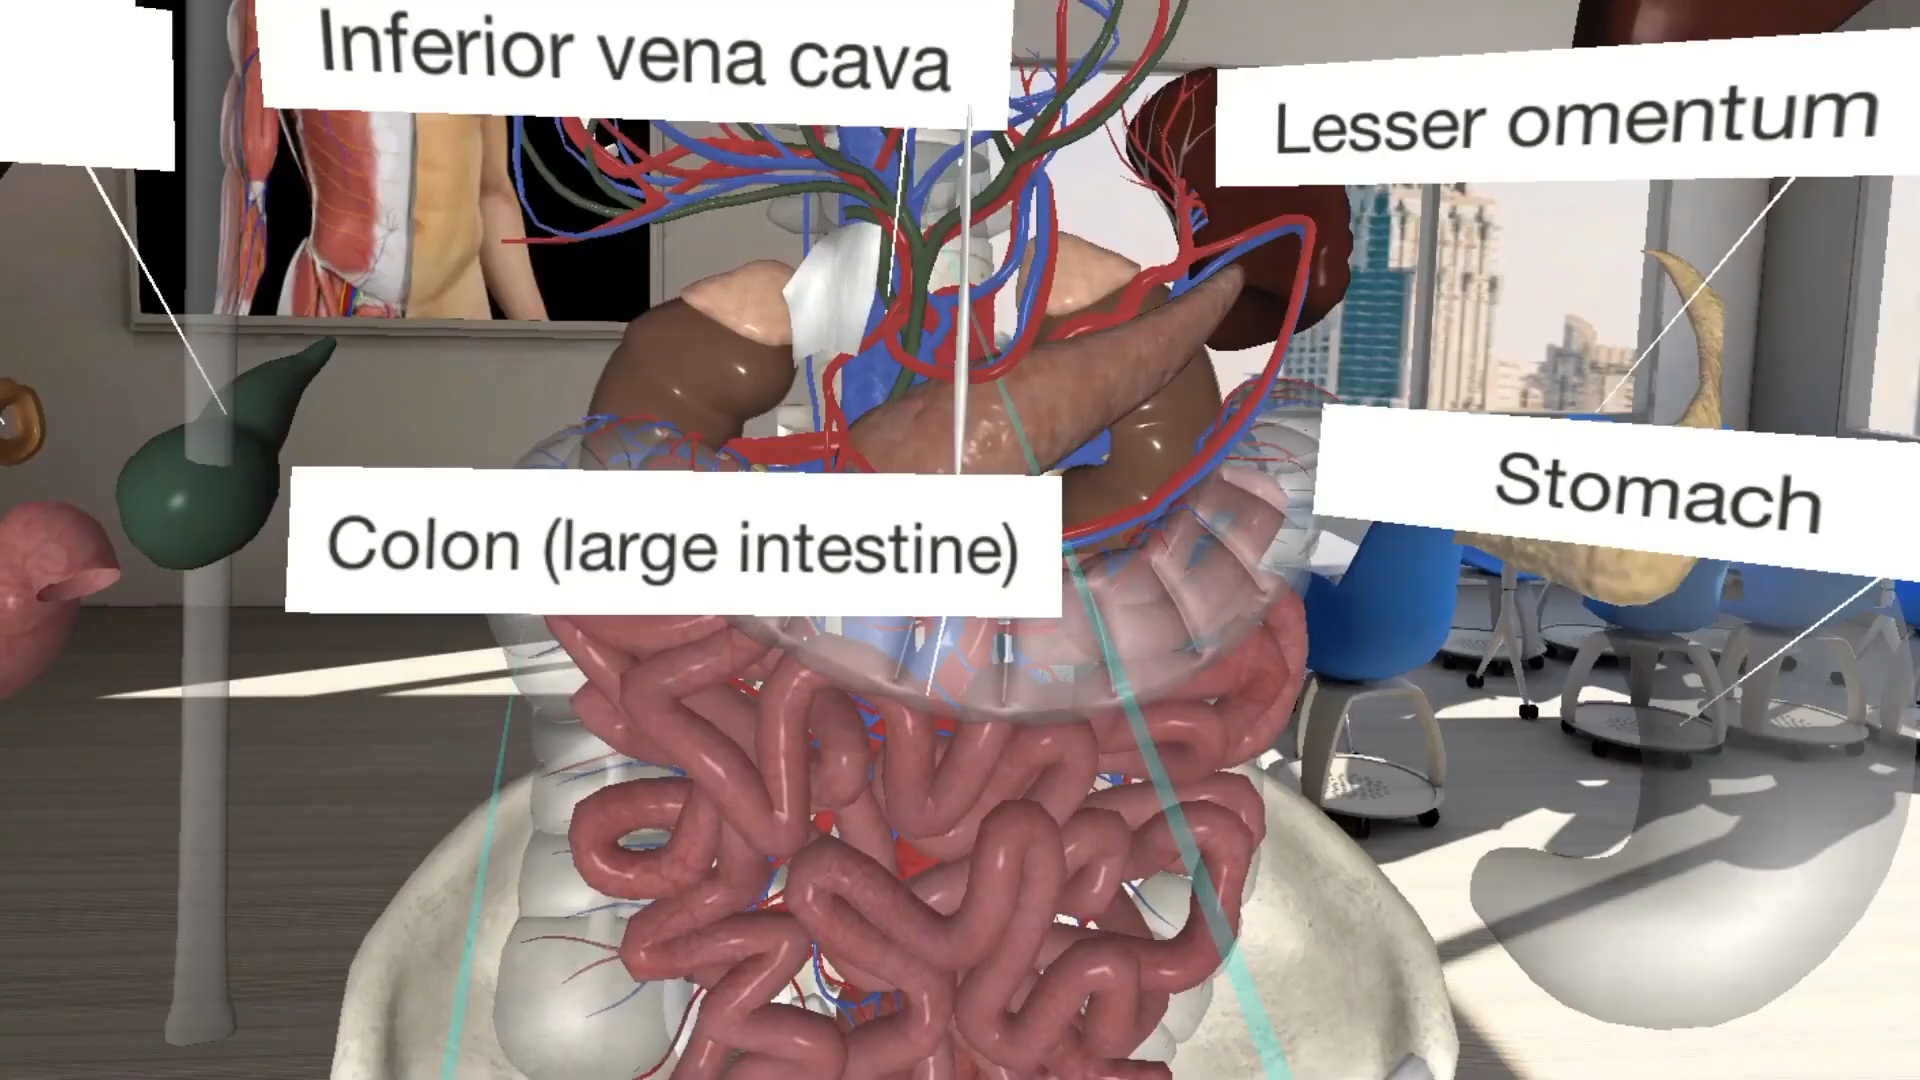 Inferior vena cava
Lesser omentum
Stomach
Colon (large intestine)